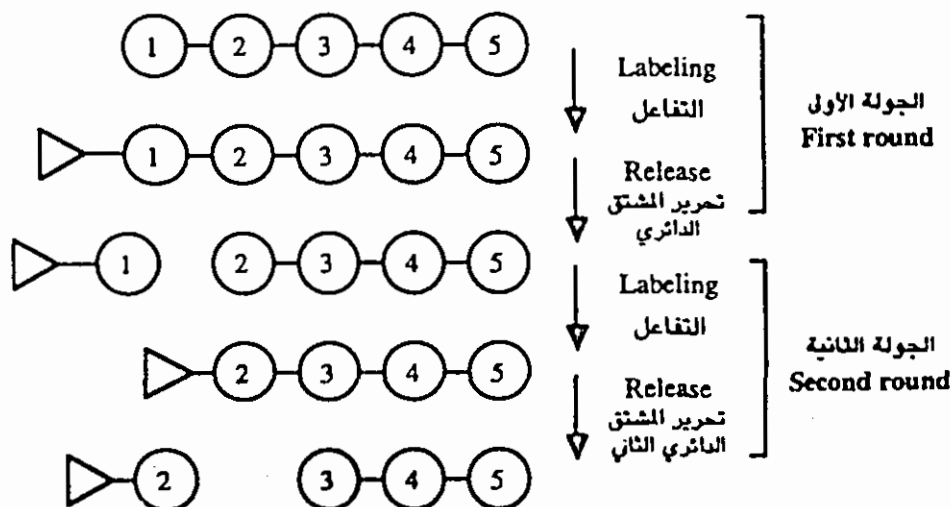 1 2 3 4 5
Labeling
التفاعل
الجولة الأولى
First round
1 2 3 4 5
Release
تحرير المشتق
الدائري
1 2 3 4 5
Labeling
التفاعل
الجولة الثانية
Second round
2 3 4 5
Release
تحرير المشتق
الدائري الثاني
2 3 4 5